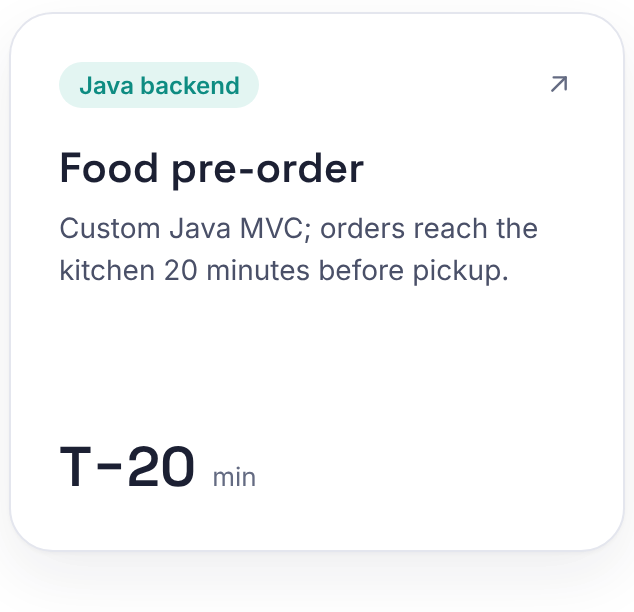 Java backend
Food pre-order
Custom Java MVC; orders reach the
kitchen 20 minutes before pickup.
T-20 min